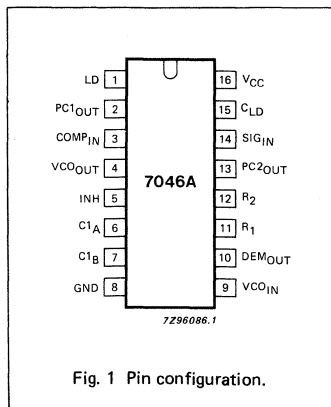 LD 1 16 VCC
PC1OUT 2 15 CLD
COMPIN 3 14 SIGIN
VCOOUT 4 13 PC2OUT
7046A
INH 5 12 R2
C1A 6 11 R1
C1B 7 10 DEMOUT
GND 8 9 VCOIN
7Z96086.1
Fig. 1 Pin configuration.